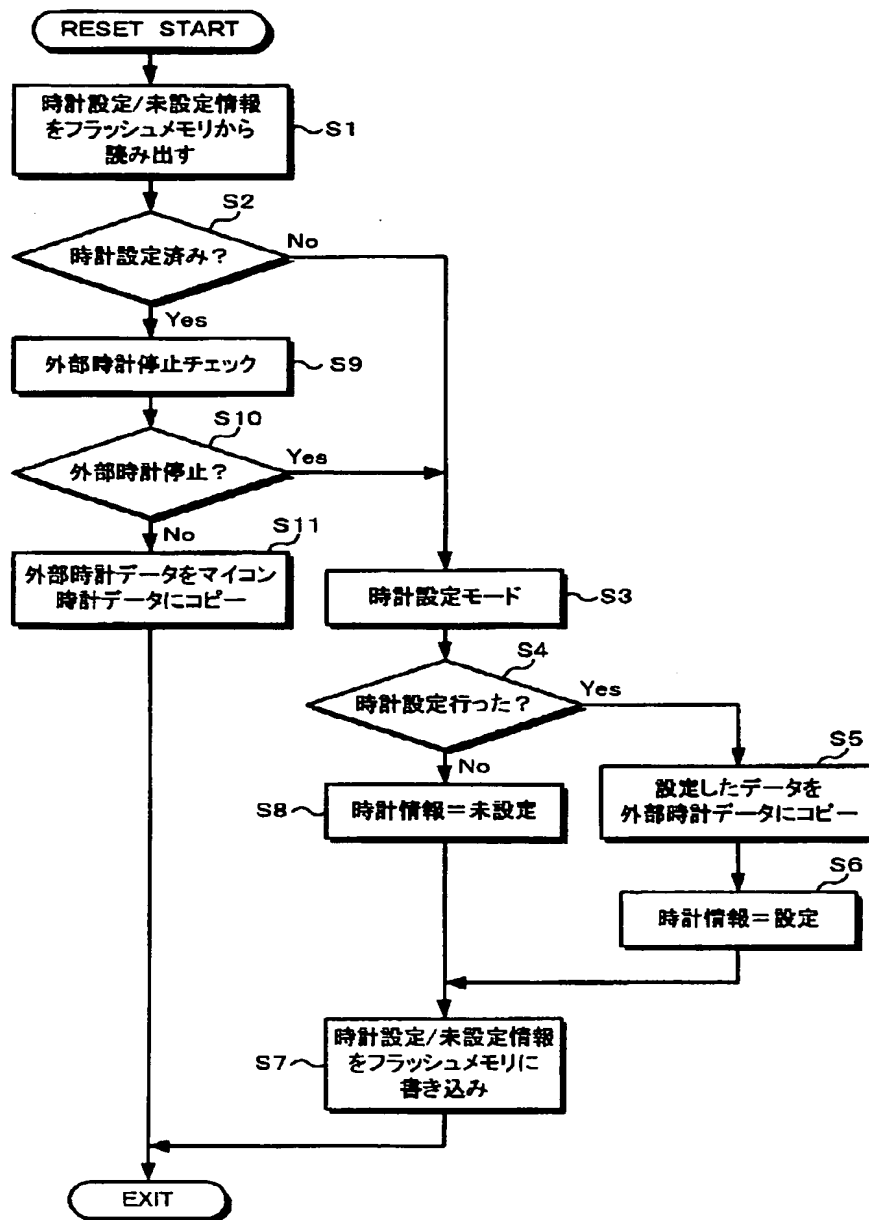 RESET START
時計設定/未設定情報
をフラッシュメモリから
読み出す
S1
S2
時計設定済み？
No
Yes
外部時計停止チェック
S9
S10
外部時計停止？
Yes
No
S11
外部時計データをマイコン
時計データにコピー
時計設定モード
S3
S4
時計設定行った？
Yes
No
S5
設定したデータを
外部時計データにコピー
S8
時計情報＝未設定
S6
時計情報＝設定
S7
時計設定/未設定情報
をフラッシュメモリに
書き込み
EXIT